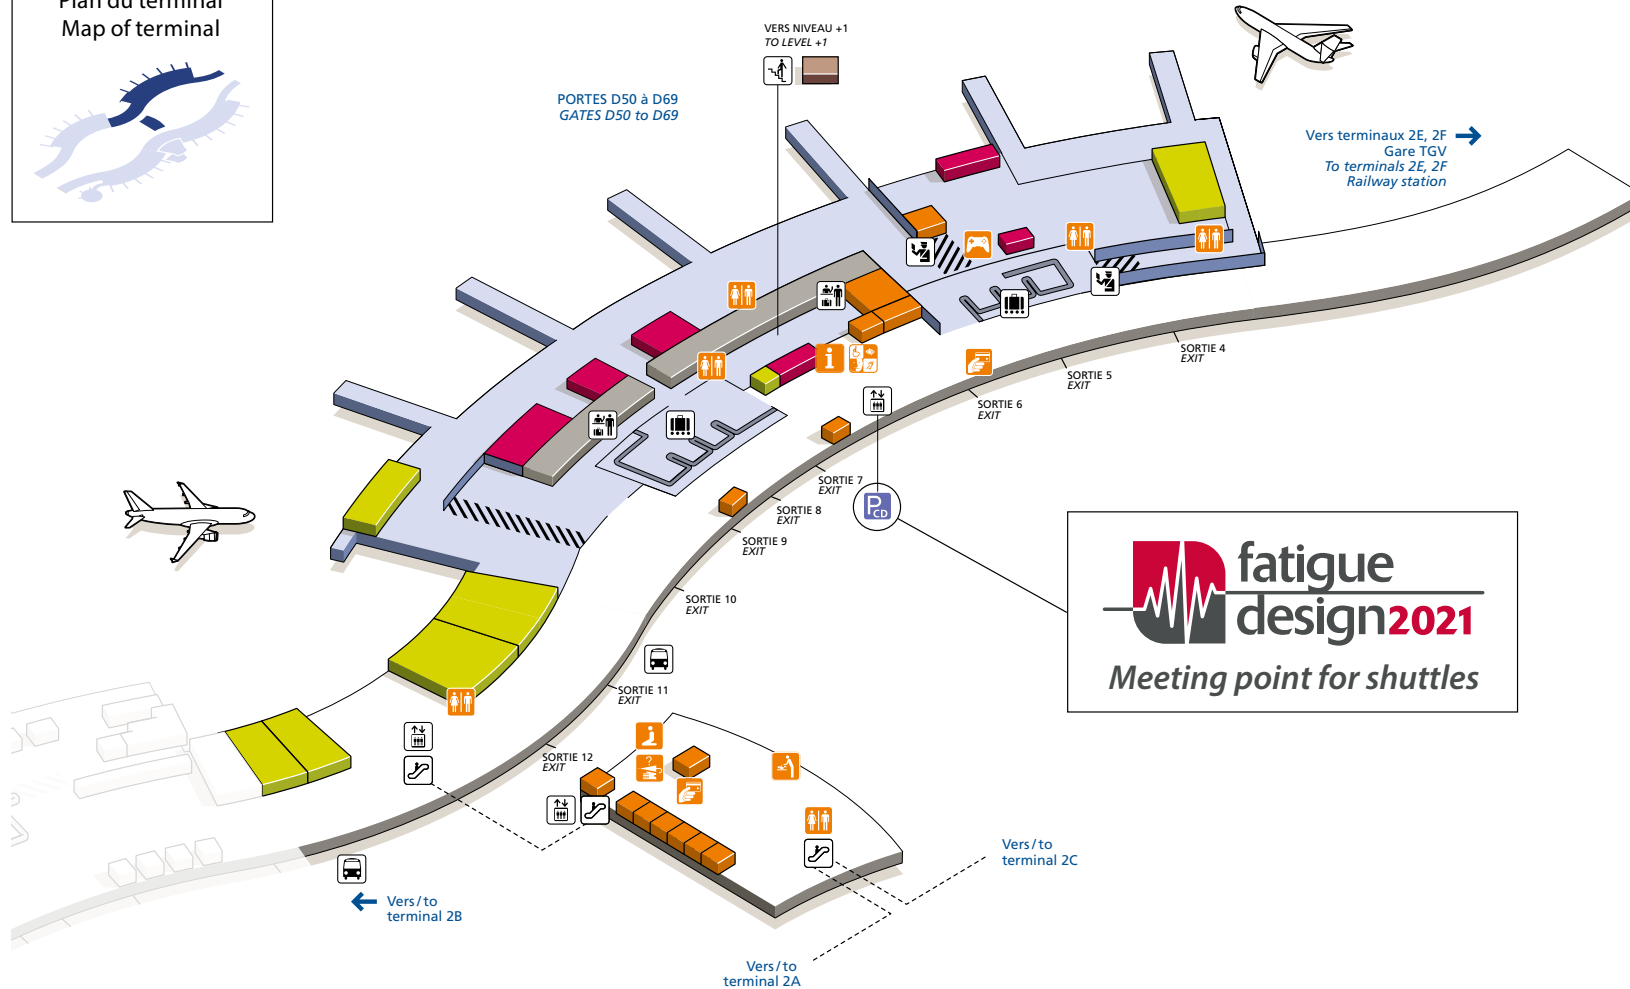 Plan du terminal
Map of terminal
VERS NIVEAU +1
TO LEVEL +1
PORTES D50 à D69
GATES D50 to D69
Vers terminaux 2E, 2F
Gare TGV
To terminals 2E, 2F
Railway station
SORTIE 4
EXIT
SORTIE 5
EXIT
SORTIE 6
EXIT
SORTIE 7
EXIT
SORTIE 8
EXIT
SORTIE 9
EXIT
SORTIE 10
EXIT
SORTIE 11
EXIT
SORTIE 12
EXIT
i
PCD
?
fatigue
design2021
Meeting point for shuttles
Vers/to
terminal 2C
Vers/to
terminal 2B
Vers/to
terminal 2A